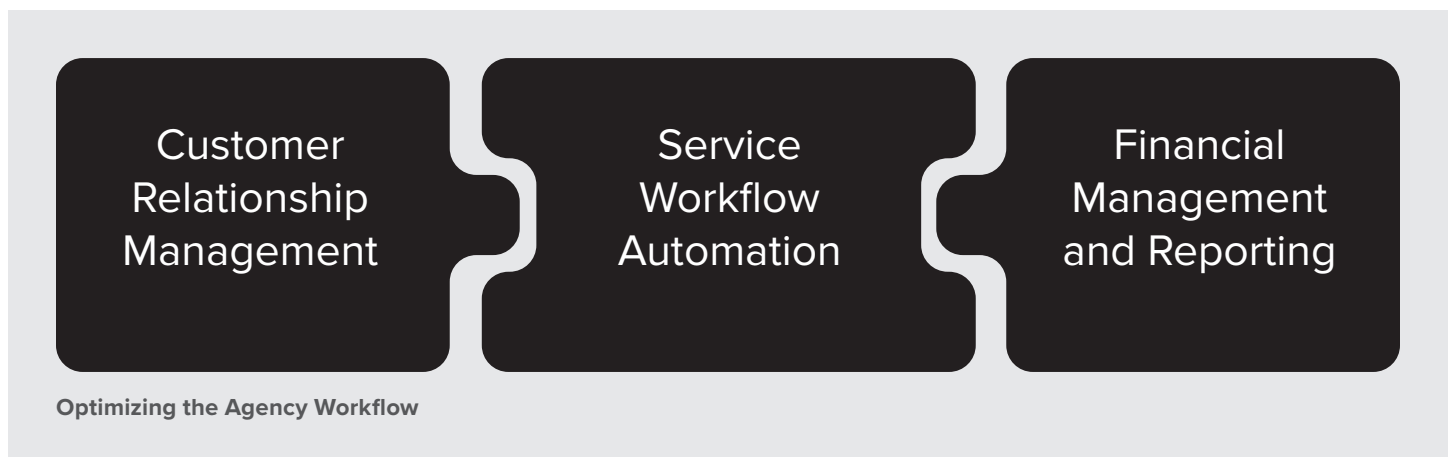 Customer
Relationship
Management
Service
Workflow
Automation
Financial
Management
and Reporting
Optimizing the Agency Workflow